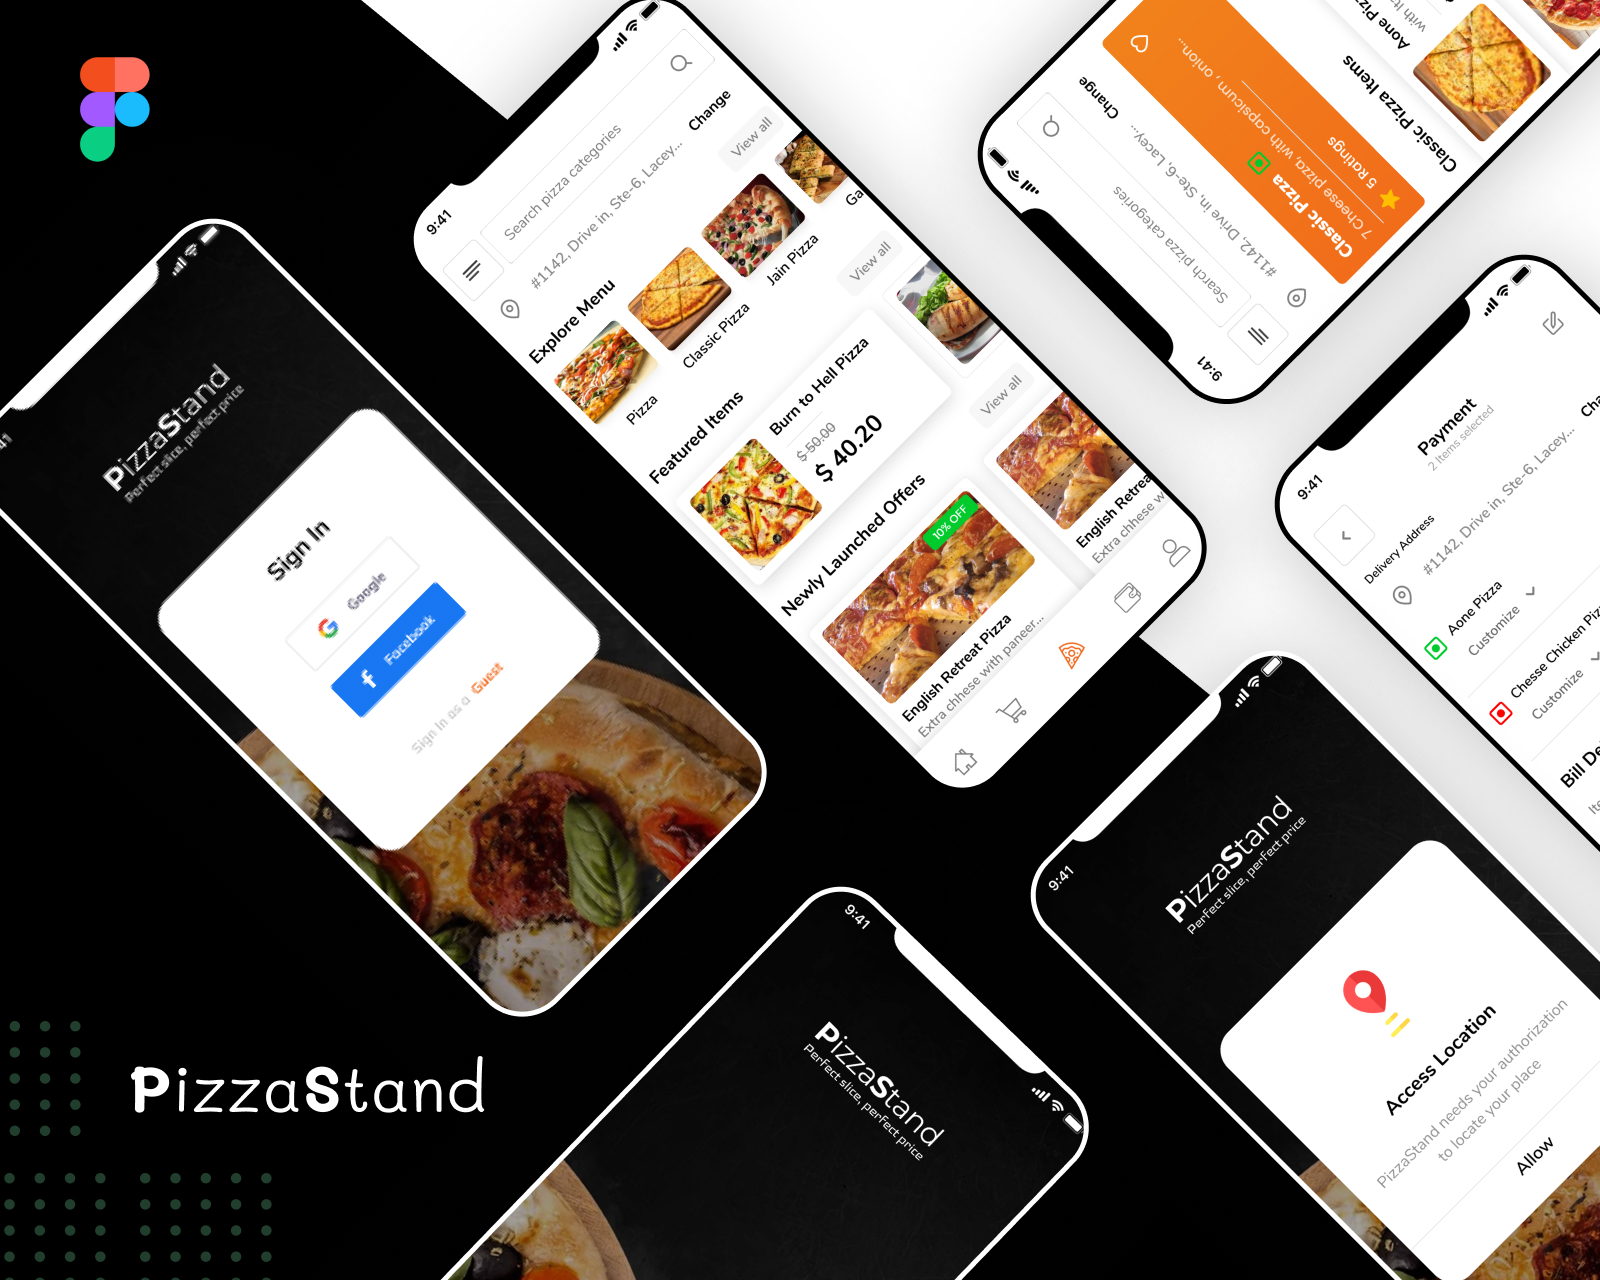 41
PizzaStand
Perfect slice, perfect price
Sign In
Google
Facebook
Sign In as a Guest
PizzaStand
9:41
Search pizza categories
#1142, Drive in, Ste-6, Lacey...
Change
Explore Menu
View all
Pizza
Classic Pizza
Jain Pizza
Ga
Featured Items
View all
Burn to Hell Pizza
$ 50.00
$ 40.20
Newly Launched Offers
View all
10% OFF
English Retreat Pizza
Extra chhese with paneer...
English Retrea
Extra chhese w
9:41
Search pizza categories
#1142, Drive in, Ste-6, Lacey...
Change
Classic Pizza
7 Cheese pizza, with capsicum , onion...
5 Ratings
Classic Pizza Items
Aone Pizz
with It
9:41
Payment
2 Items selected
Delivery Address
#1142, Drive in, Ste-6, Lacey...
Cha
Aone Pizza
Customize
Chesse Chicken Piz
Customize
Bill De
Ite
9:41
PizzaStand
Perfect slice, perfect price
Access Location
PizzaStand needs your authorization
to locate your place
Allow
9:41
PizzaStand
Perfect slice, perfect price